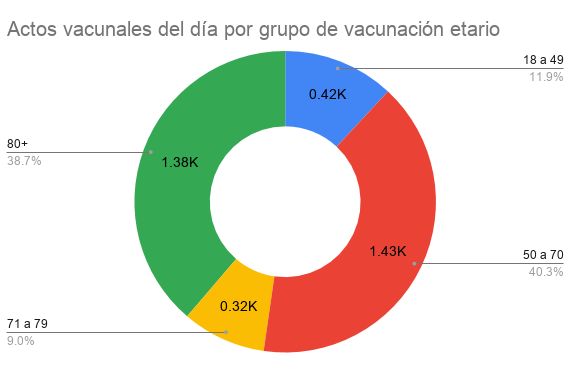 Actos vacunales del día por grupo de vacunación etario
18 a 49
11.9%
0.42K
80+
38.7%
1.38K
1.43K
50 a 70
40.3%
0.32K
71 a 79
9.0%